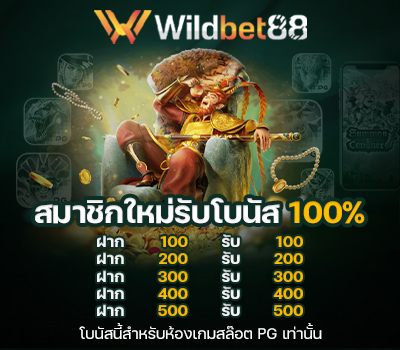 Wildbet88
สมาชิกใหม่รับโบนัส 100%
ฝาก 100 รับ 100
ฝาก 200 รับ 200
ฝาก 300 รับ 300
ฝาก 400 รับ 400
ฝาก 500 รับ 500
โบนัสนี้สำหรับห้องเกมสล๊อต PG เท่านั้น